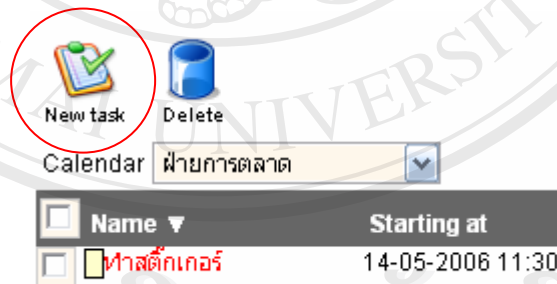 New task Delete
Calendar ฝ่ายการตลาด
Name ▼ Starting at
ทำสติ๊กเกอร์ 14-05-2006 11:30